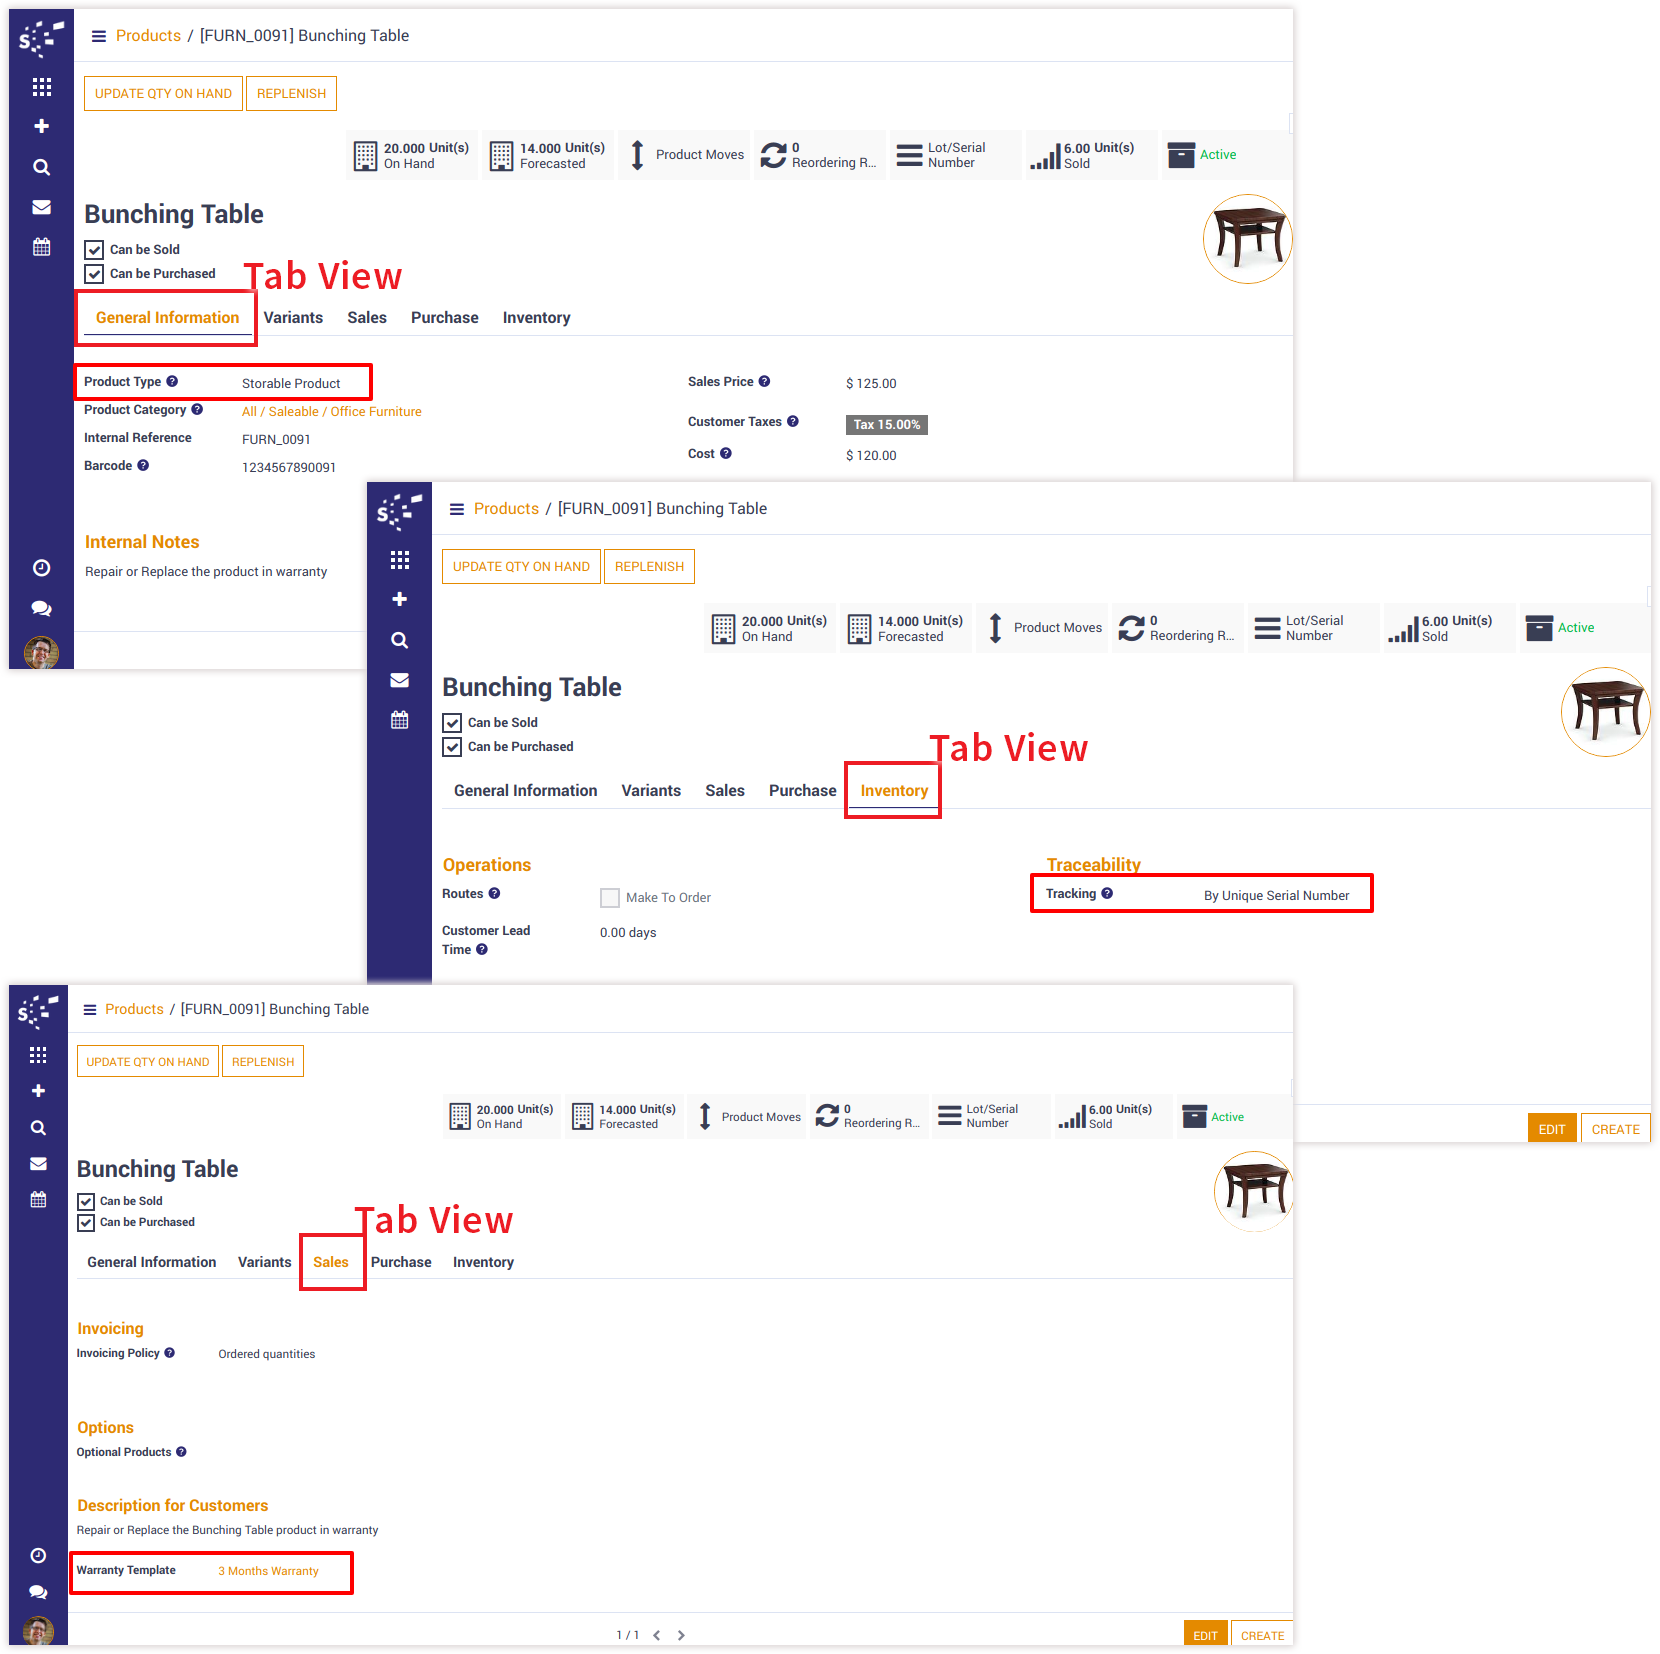 S
Products / [FURN_0091] Bunching Table
UPDATE QTY ON HAND REPLENISH
20.000 Unit(s) On Hand
14.000 Unit(s) Forecasted
Product Moves
0 Reordering R...
Lot/Serial Number
6.00 Unit(s) Sold
Active
Bunching Table
Can be Sold
Can be Purchased
Tab View
General Information Variants Sales Purchase Inventory
Product Type ? Storable Product
Product Category ? All / Saleable / Office Furniture
Internal Reference FURN_0091
Barcode ? 1234567890091
Sales Price ? $ 125.00
Customer Taxes ? Tax 15.00%
Cost ? $ 120.00
Internal Notes
Repair or Replace the product in warranty
S
Products / [FURN_0091] Bunching Table
UPDATE QTY ON HAND REPLENISH
20.000 Unit(s) On Hand
14.000 Unit(s) Forecasted
Product Moves
0 Reordering R...
Lot/Serial Number
6.00 Unit(s) Sold
Active
Bunching Table
Can be Sold
Can be Purchased
Tab View
General Information Variants Sales Purchase Inventory
Operations
Routes ? Make To Order
Customer Lead Time ? 0.00 days
Traceability
Tracking ? By Unique Serial Number
EDIT CREATE
S
Products / [FURN_0091] Bunching Table
UPDATE QTY ON HAND REPLENISH
20.000 Unit(s) On Hand
14.000 Unit(s) Forecasted
Product Moves
0 Reordering R...
Lot/Serial Number
6.00 Unit(s) Sold
Active
Bunching Table
Can be Sold
Can be Purchased
Tab View
General Information Variants Sales Purchase Inventory
Invoicing
Invoicing Policy ? Ordered quantities
Options
Optional Products ?
Description for Customers
Repair or Replace the Bunching Table product in warranty
Warranty Template 3 Months Warranty
1 / 1
EDIT CREATE